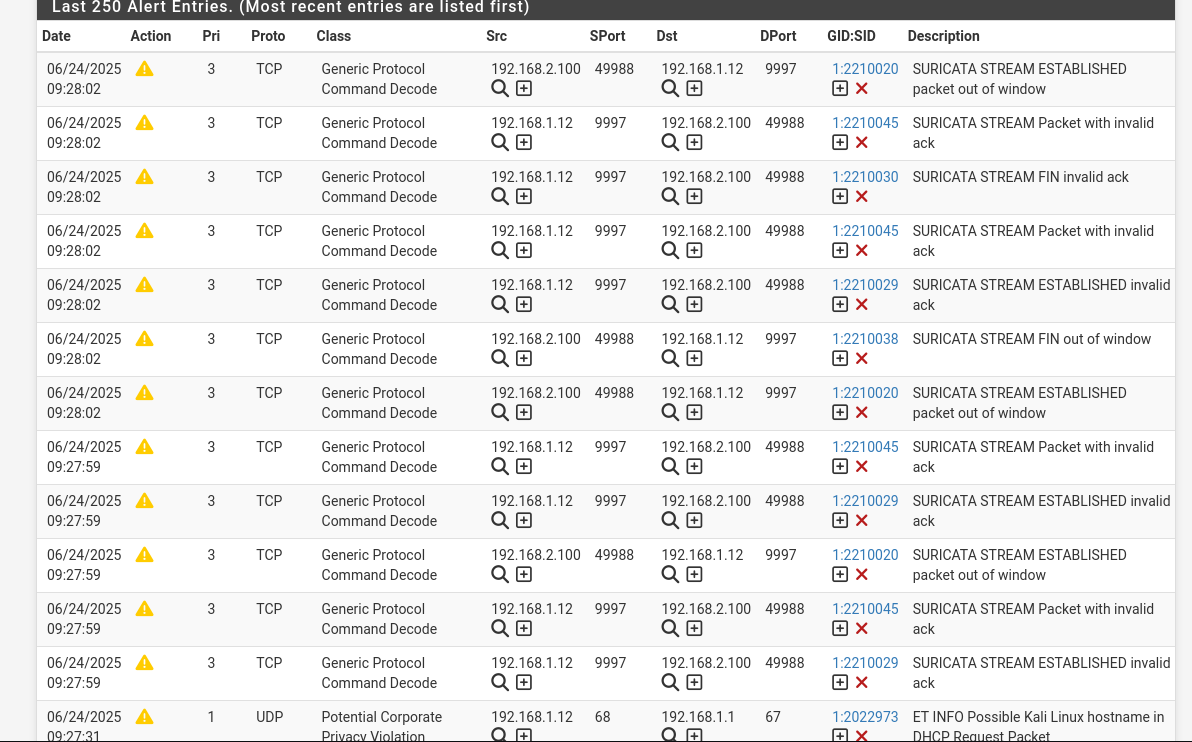 Last 250 Alert Entries. (Most recent entries are listed first)
Date Action Pri Proto Class Src SPort Dst DPort GID:SID Description
06/24/2025 3 TCP Generic Protocol 192.168.2.100 49988 192.168.1.12 9997 1:2210020 SURICATA STREAM ESTABLISHED
09:28:02 Command Decode packet out of window
06/24/2025 3 TCP Generic Protocol 192.168.1.12 9997 192.168.2.100 49988 1:2210045 SURICATA STREAM Packet with invalid
09:28:02 Command Decode ack
06/24/2025 3 TCP Generic Protocol 192.168.1.12 9997 192.168.2.100 49988 1:2210030 SURICATA STREAM FIN invalid ack
09:28:02 Command Decode
06/24/2025 3 TCP Generic Protocol 192.168.1.12 9997 192.168.2.100 49988 1:2210045 SURICATA STREAM Packet with invalid
09:28:02 Command Decode ack
06/24/2025 3 TCP Generic Protocol 192.168.1.12 9997 192.168.2.100 49988 1:2210029 SURICATA STREAM ESTABLISHED invalid
09:28:02 Command Decode ack
06/24/2025 3 TCP Generic Protocol 192.168.2.100 49988 192.168.1.12 9997 1:2210038 SURICATA STREAM FIN out of window
09:28:02 Command Decode
06/24/2025 3 TCP Generic Protocol 192.168.2.100 49988 192.168.1.12 9997 1:2210020 SURICATA STREAM ESTABLISHED
09:28:02 Command Decode packet out of window
06/24/2025 3 TCP Generic Protocol 192.168.1.12 9997 192.168.2.100 49988 1:2210045 SURICATA STREAM Packet with invalid
09:27:59 Command Decode ack
06/24/2025 3 TCP Generic Protocol 192.168.1.12 9997 192.168.2.100 49988 1:2210029 SURICATA STREAM ESTABLISHED invalid
09:27:59 Command Decode ack
06/24/2025 3 TCP Generic Protocol 192.168.2.100 49988 192.168.1.12 9997 1:2210020 SURICATA STREAM ESTABLISHED
09:27:59 Command Decode packet out of window
06/24/2025 3 TCP Generic Protocol 192.168.1.12 9997 192.168.2.100 49988 1:2210045 SURICATA STREAM Packet with invalid
09:27:59 Command Decode ack
06/24/2025 3 TCP Generic Protocol 192.168.1.12 9997 192.168.2.100 49988 1:2210029 SURICATA STREAM ESTABLISHED invalid
09:27:59 Command Decode ack
06/24/2025 1 UDP Potential Corporate 192.168.1.12 68 192.168.1.1 67 1:2022973 ET INFO Possible Kali Linux hostname in
09:27:31 Privacy Violation DHCP Request Packet